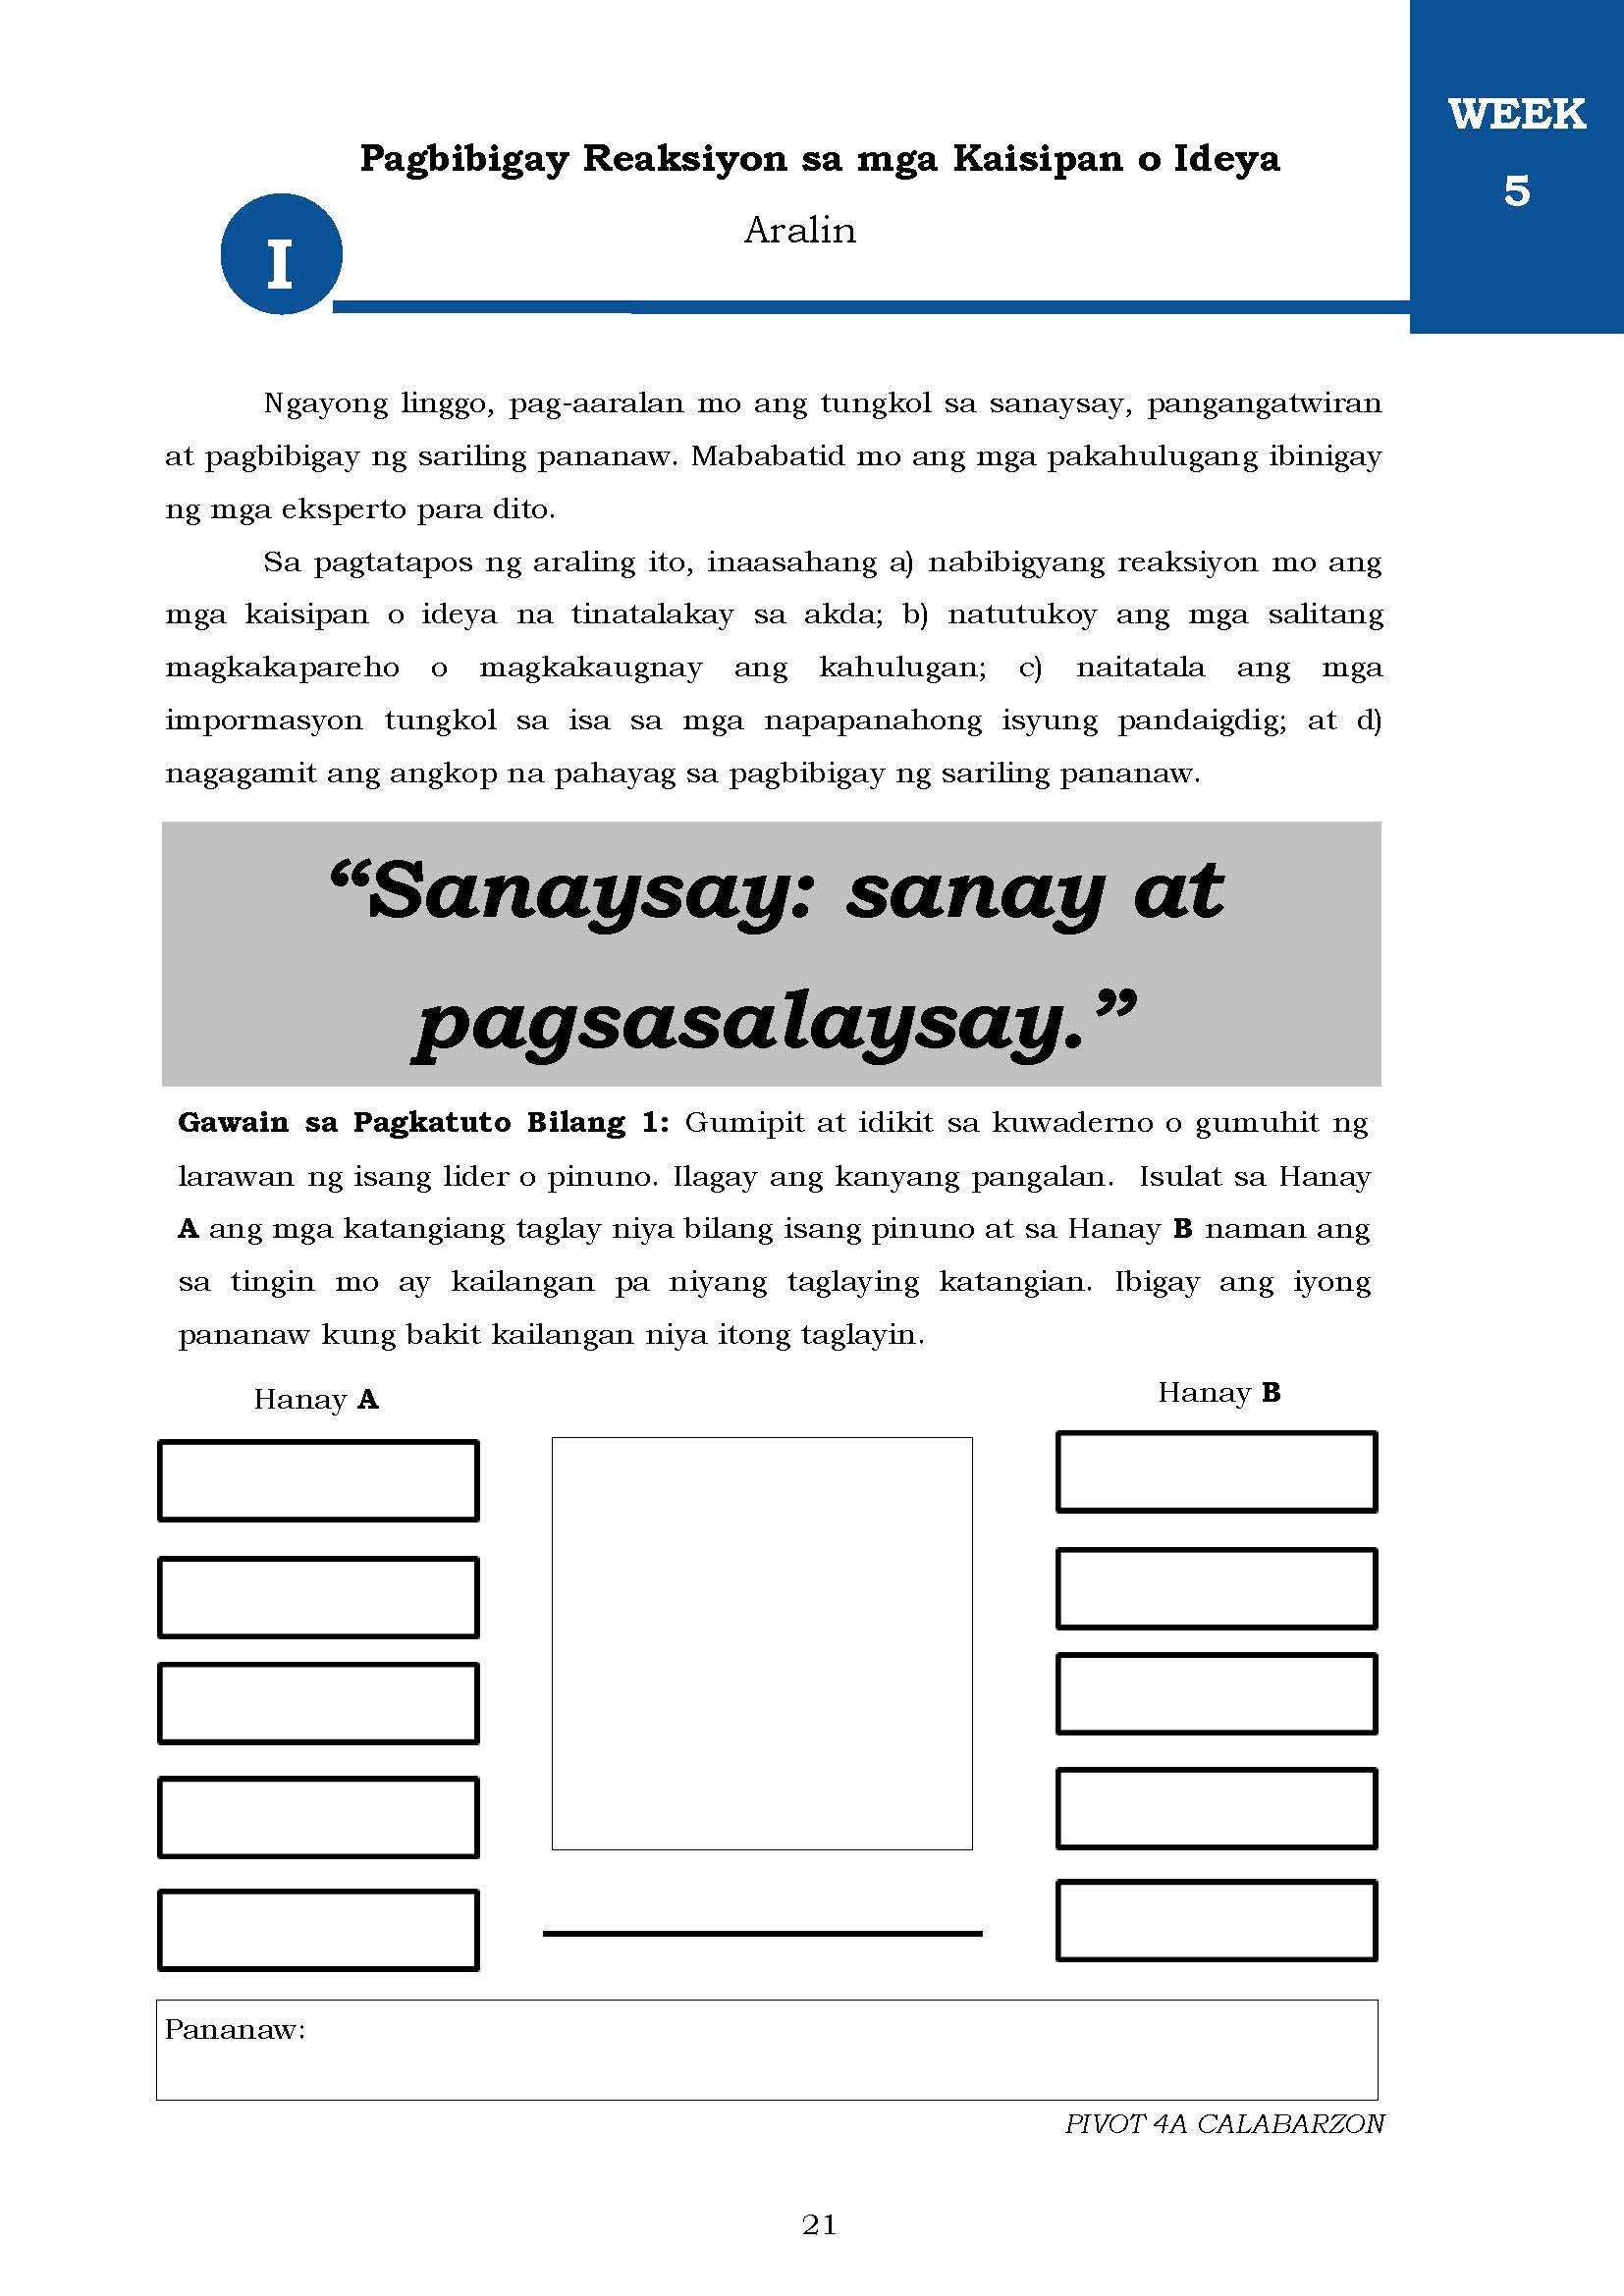 WEEK
5
Pagbibigay Reaksiyon sa mga Kaisipan o Ideya
Aralin
I
Ngayong linggo, pag-aaralan mo ang tungkol sa sanaysay, pangangatwiran
at pagbibigay ng sariling pananaw. Mababatid mo ang mga pakahulugang ibinigay
ng mga eksperto para dito.
Sa pagtatapos ng araling ito, inaasahang a) nabibigyang reaksiyon mo ang
mga kaisipan o ideya na tinatalakay sa akda; b) natutukoy ang mga salitang
magkakapareho o magkakaugnay ang kahulugan; c) naitatala ang mga
impormasyon tungkol sa isa sa mga napapanahong isyung pandaigdig; at d)
nagagamit ang angkop na pahayag sa pagbibigay ng sariling pananaw.
“Sanaysay: sanay at
pagsasalaysay.”
Gawain sa Pagkatuto Bilang 1: Gumipit at idikit sa kuwaderno o gumuhit ng
larawan ng isang lider o pinuno. Ilagay ang kanyang pangalan. Isulat sa Hanay
A ang mga katangiang taglay niya bilang isang pinuno at sa Hanay B naman ang
sa tingin mo ay kailangan pa niyang taglaying katangian. Ibigay ang iyong
pananaw kung bakit kailangan niya itong taglayin.
Hanay A
Hanay B
Pananaw:
PIVOT 4A CALABARZON
21